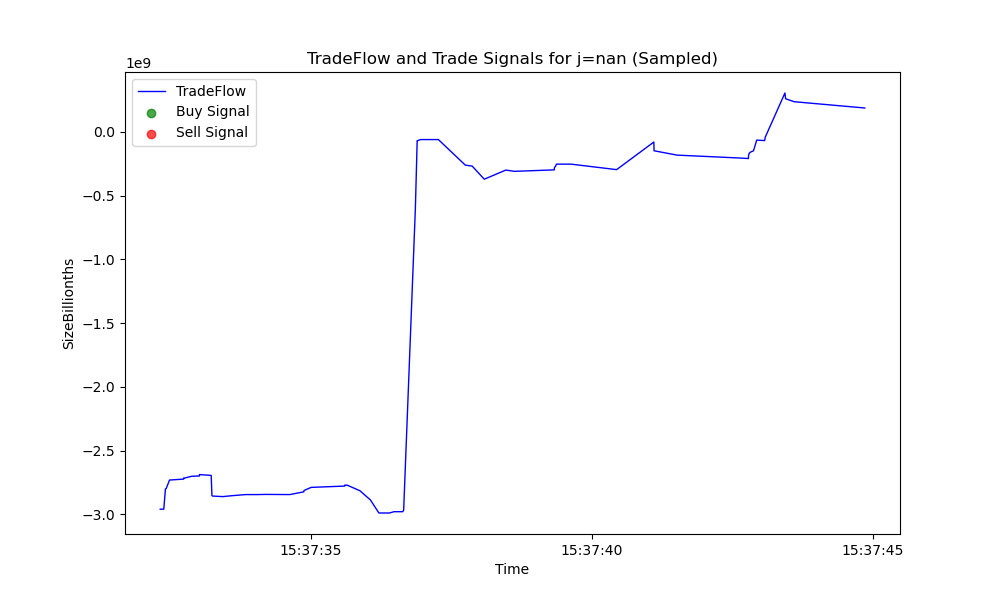 TradeFlow and Trade Signals for j=nan (Sampled)
1e9
TradeFlow
Buy Signal
Sell Signal
0.0
−0.5
−1.0
−1.5
−2.0
−2.5
−3.0
SizeBillionths
15:37:35
15:37:40
15:37:45
Time